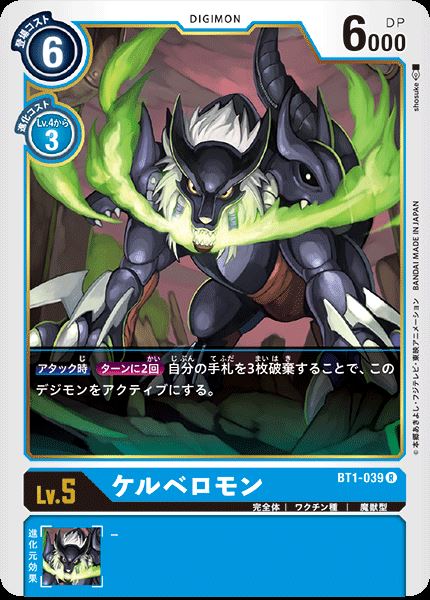 登場コスト
6
DIGIMON
6000 DP
進化コスト
Lv.4から
3
shosuke
©本郷あきよし・フジテレビ・東映アニメーション BANDAI MADE IN JAPAN
アタック時 ターンに2回 自分の手札を3枚破棄することで、この
デジモンをアクティブにする。
BT1-039 R
Lv.5 ケルベロモン
完全体 | ワクチン種 | 魔獣型
進化元効果
-